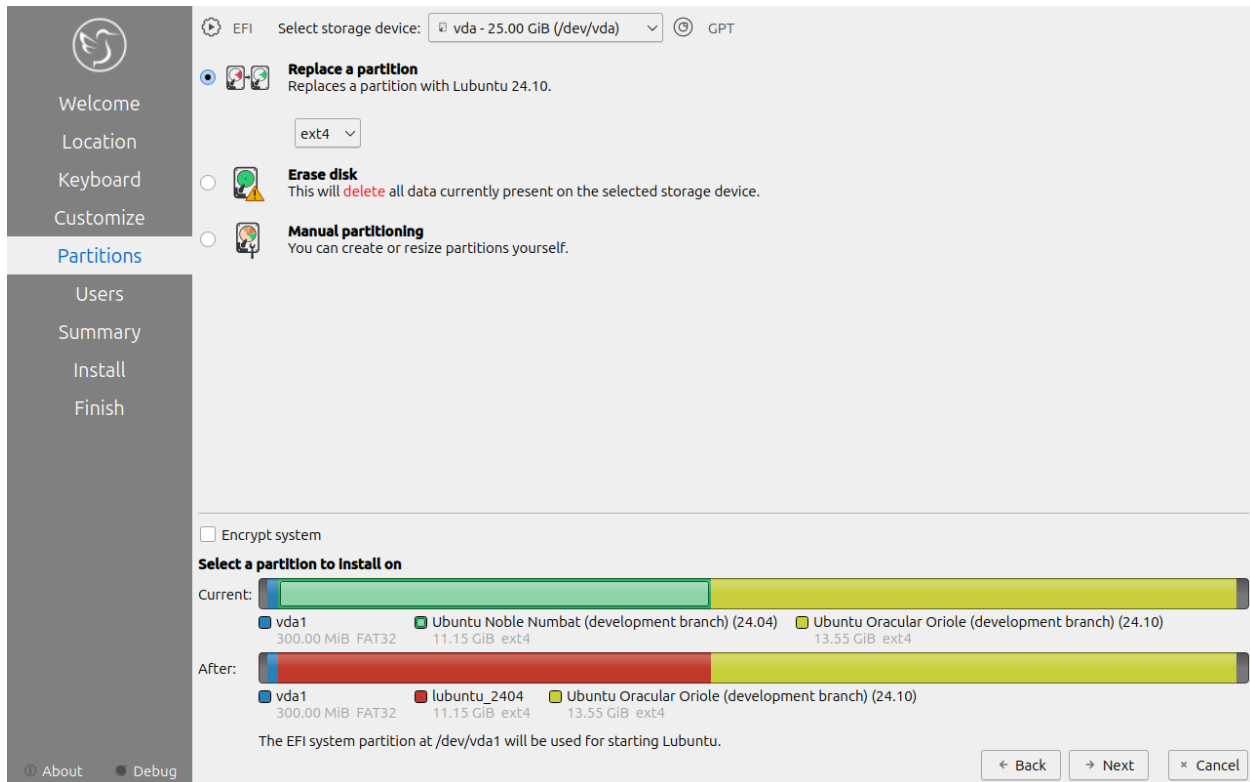 EFI Select storage device: vda - 25.00 GiB (/dev/vda) GPT
Replace a partition
Replaces a partition with Lubuntu 24.10.
ext4
Erase disk
This will delete all data currently present on the selected storage device.
Manual partitioning
You can create or resize partitions yourself.
Welcome
Location
Keyboard
Customize
Partitions
Users
Summary
Install
Finish
Encrypt system
Select a partition to install on
Current:
vda1 Ubuntu Noble Numbat (development branch) (24.04) Ubuntu Oracular Oriole (development branch) (24.10)
300.00 MiB FAT32 11.15 GiB ext4 13.55 GiB ext4
After:
vda1 lubuntu_2404 Ubuntu Oracular Oriole (development branch) (24.10)
300.00 MiB FAT32 11.15 GiB ext4 13.55 GiB ext4
The EFI system partition at /dev/vda1 will be used for starting Lubuntu.
About Debug
Back Next Cancel